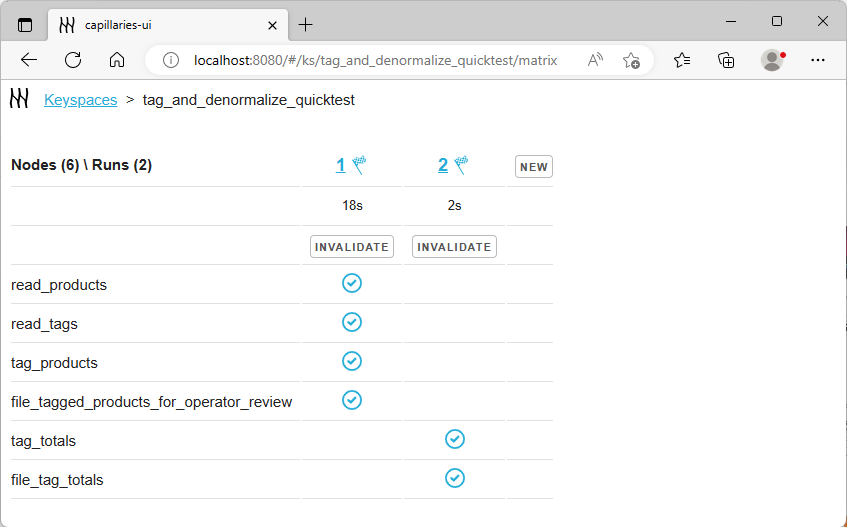 capillaries-ui
localhost:8080/#/ks/tag_and_denormalize_quicktest/matrix
Keyspaces > tag_and_denormalize_quicktest
Nodes (6) \ Runs (2) 1 2 NEW
18s 2s
INVALIDATE INVALIDATE
read_products
read_tags
tag_products
file_tagged_products_for_operator_review
tag_totals
file_tag_totals